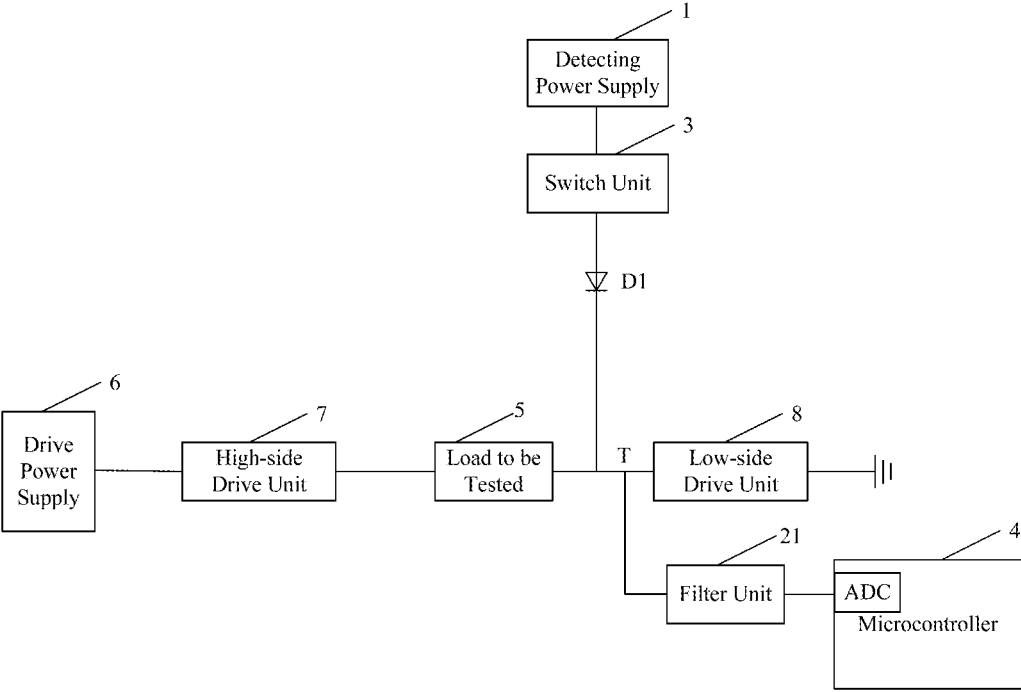 1
Detecting
Power Supply
3
Switch Unit
D1
6
Drive
Power
Supply
7
High-side
Drive Unit
5
Load to be
Tested
T
8
Low-side
Drive Unit
21
Filter Unit
4
ADC
Microcontroller